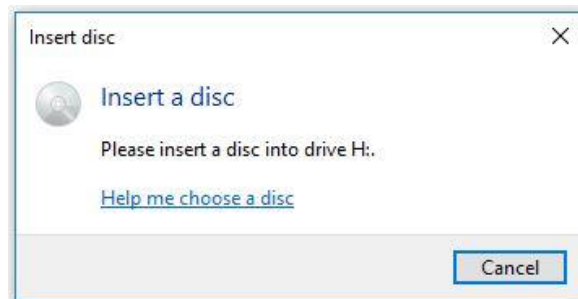 Insert disc
Insert a disc
Please insert a disc into drive H:.
Help me choose a disc
Cancel